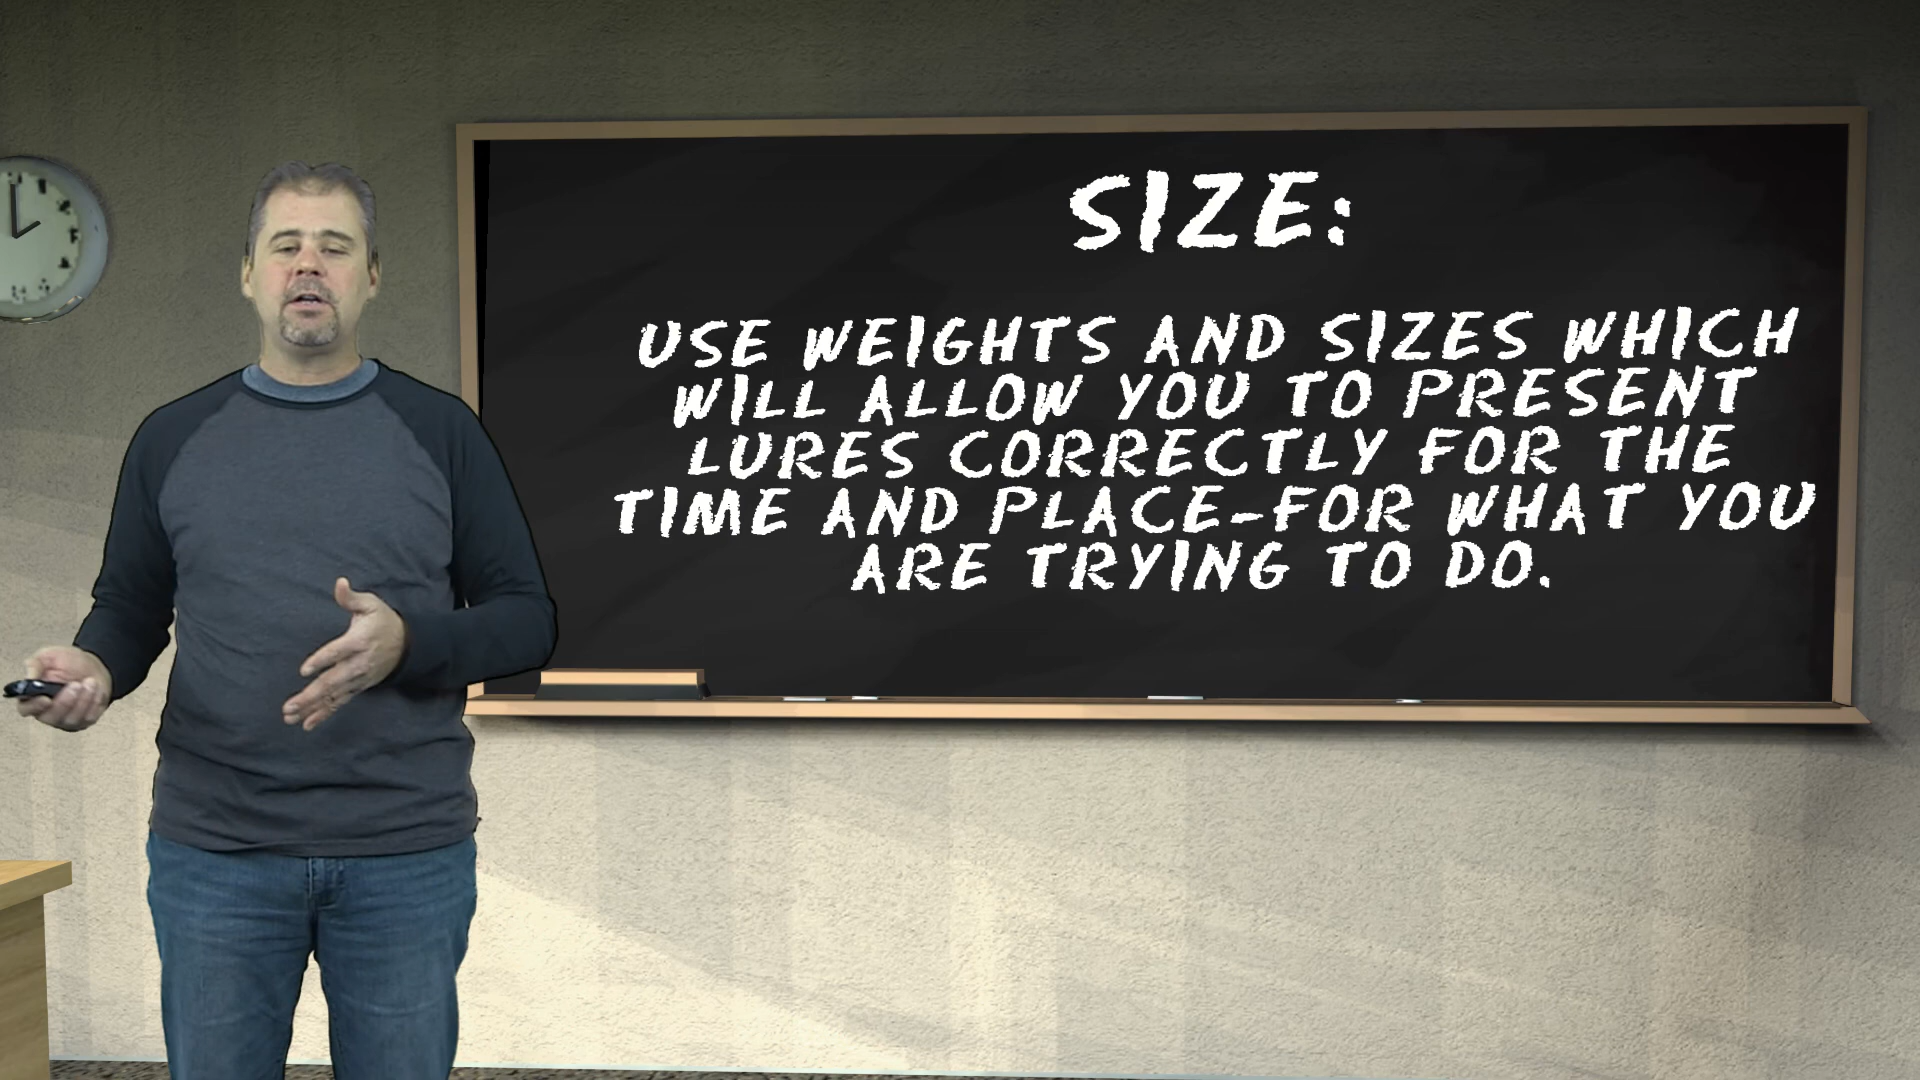 SIZE:
USE WEIGHTS AND SIZES WHICH
WILL ALLOW YOU TO PRESENT
LURES CORRECTLY FOR THE
TIME AND PLACE-FOR WHAT YOU
ARE TRYING TO DO.